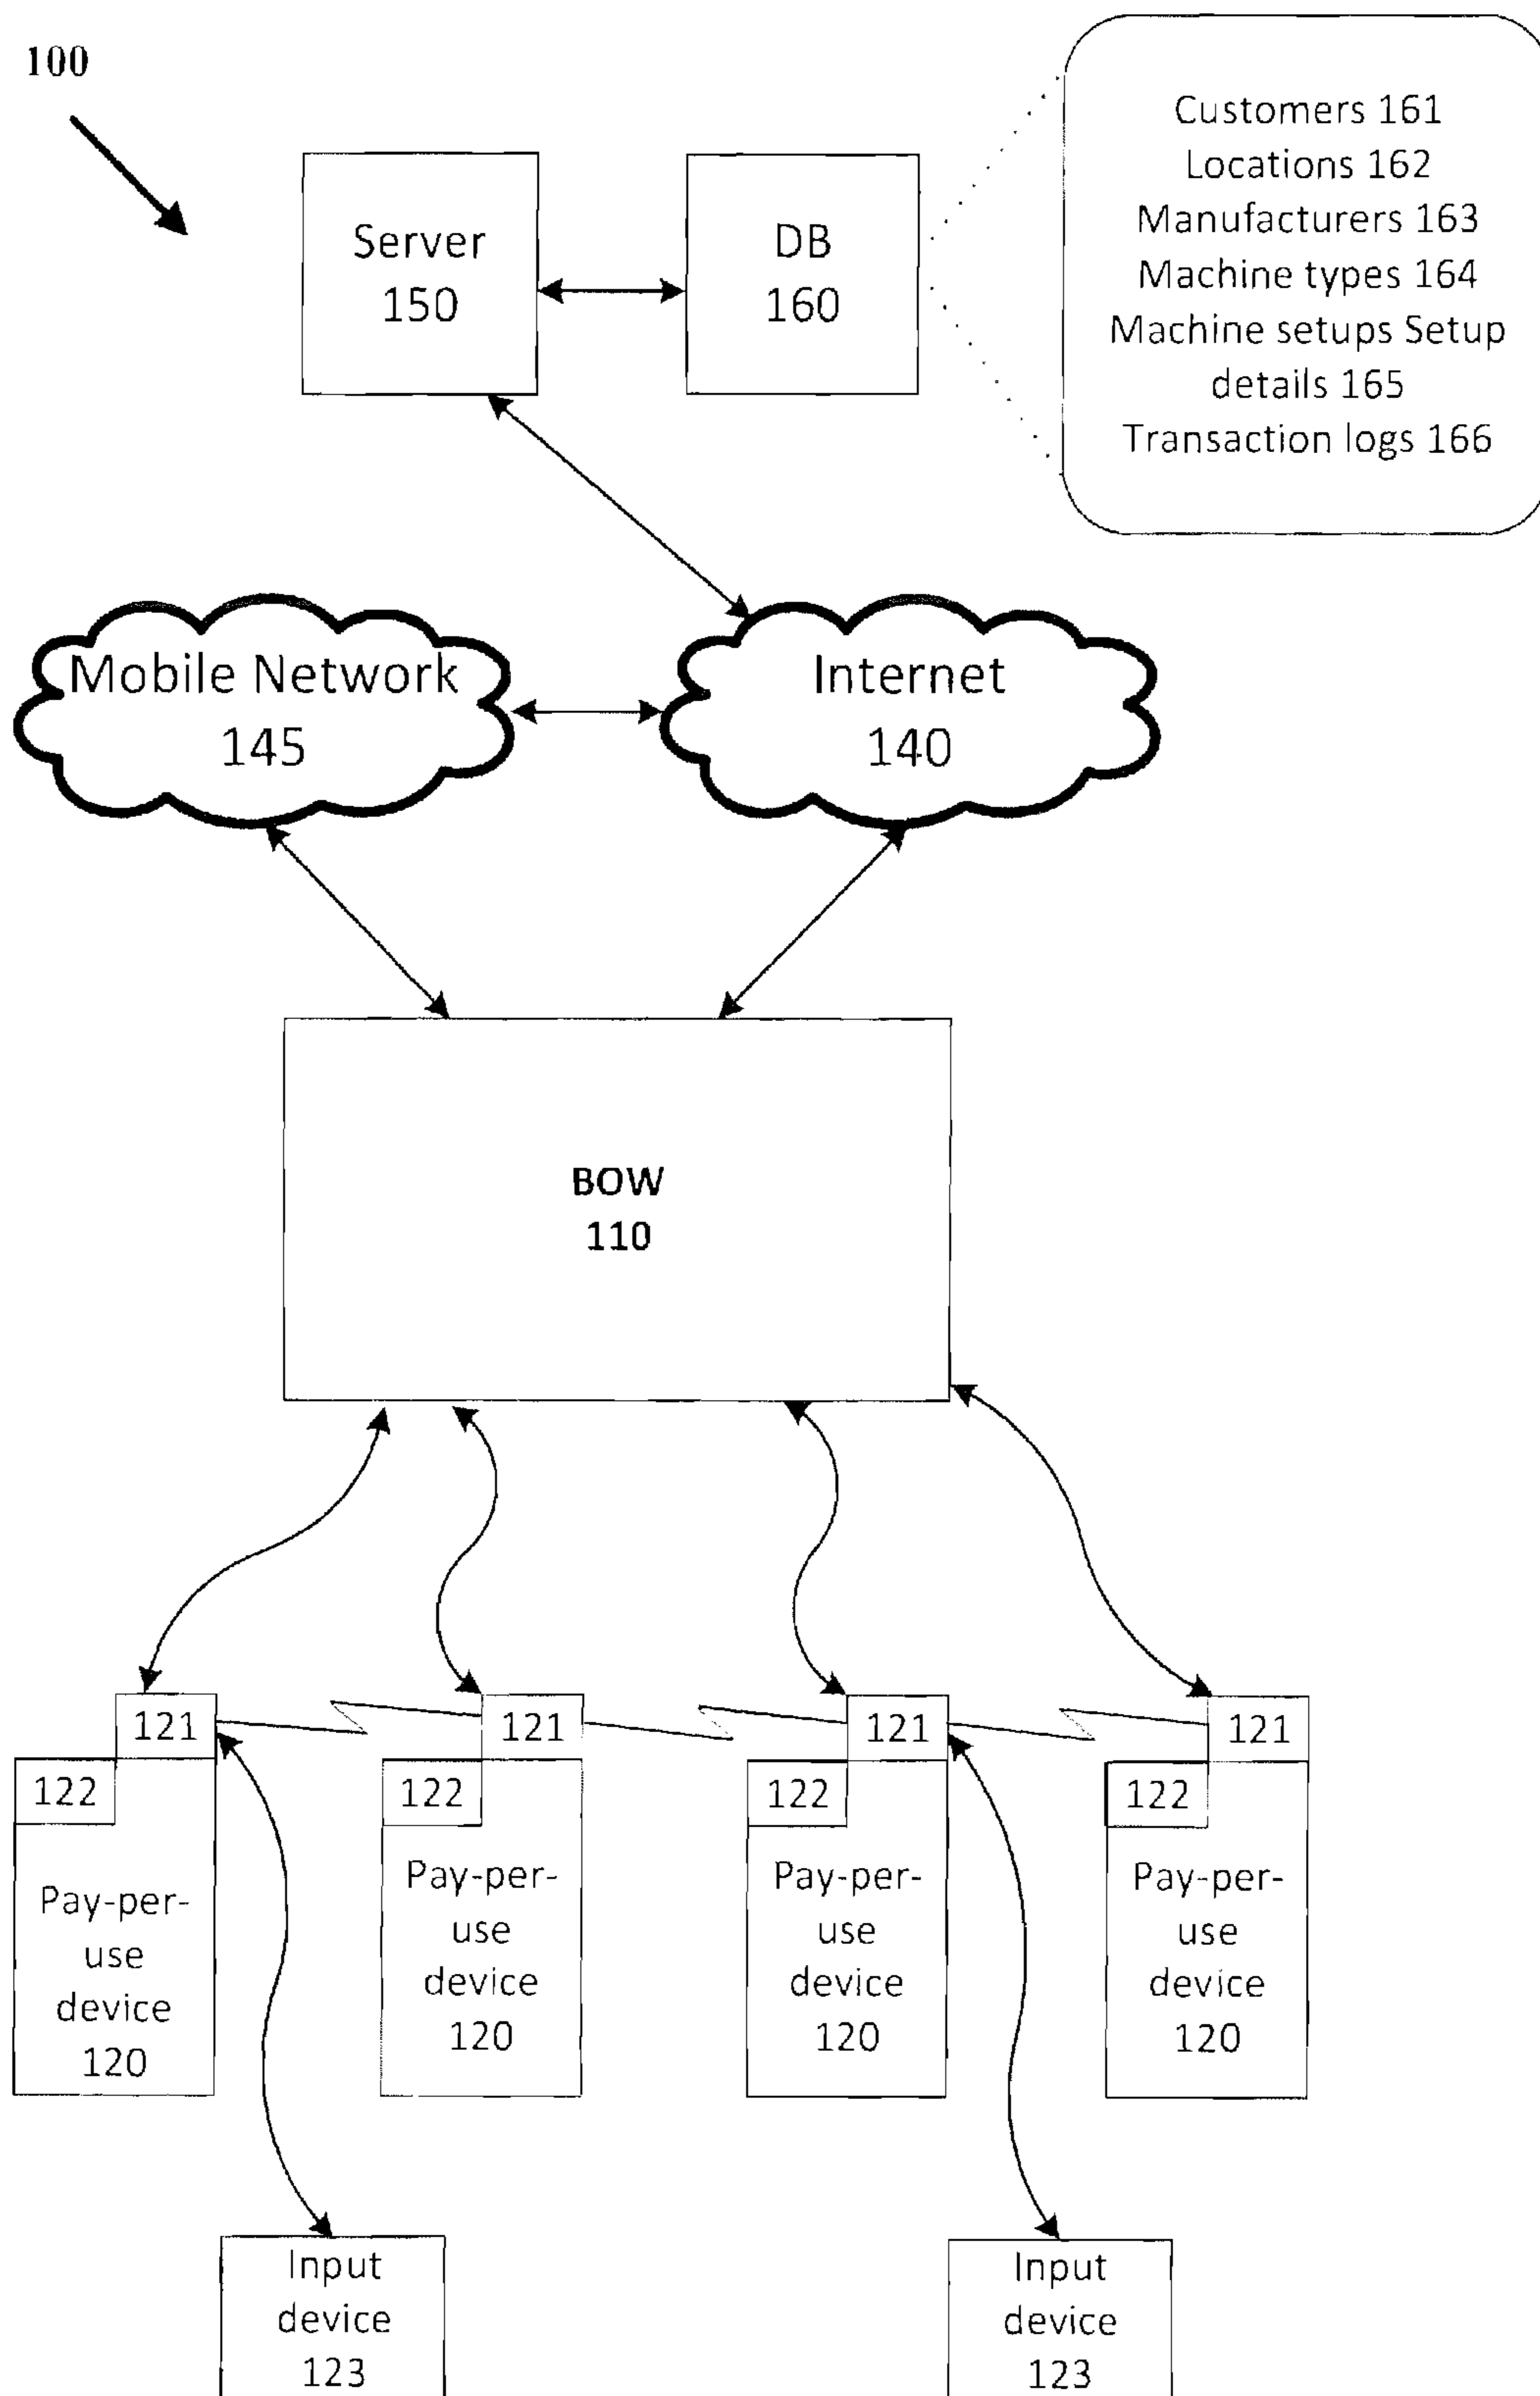 100
Server
150
DB
160
Customers 161
Locations 162
Manufacturers 163
Machine types 164
Machine setups Setup
details 165
Transaction logs 166
Mobile Network
145
Internet
140
BOW
110
121
122
Pay-per-
use
device
120
121
122
Pay-per-
use
device
120
121
122
Pay-per-
use
device
120
121
122
Pay-per-
use
device
120
Input
device
123
Input
device
123